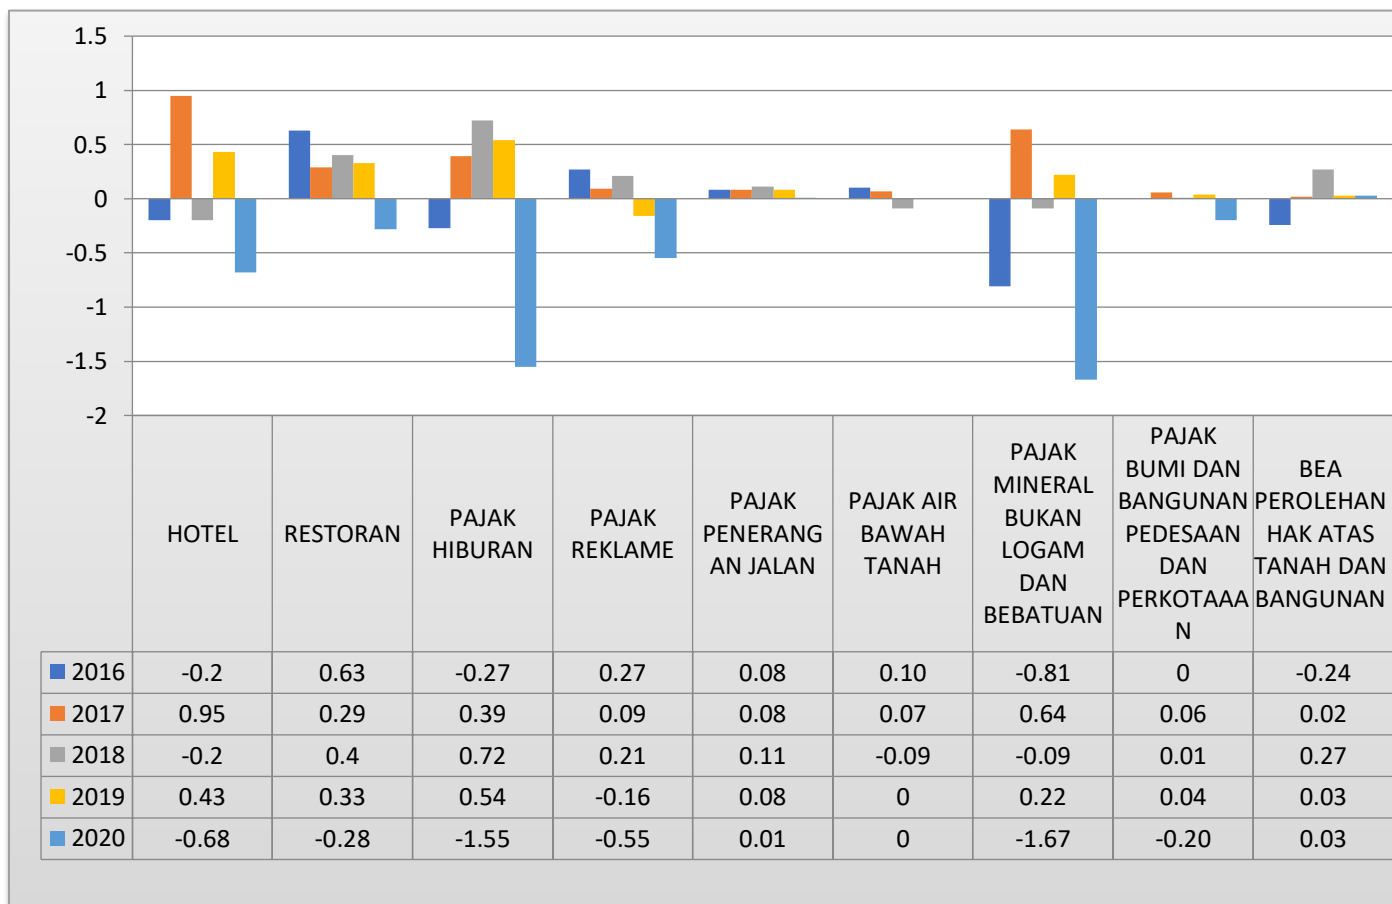 1.5
1
0.5
0
-0.5
-1
-1.5
-2
HOTEL
RESTORAN
PAJAK
HIBURAN
PAJAK
REKLAME
PAJAK
PENERANG
AN JALAN
PAJAK AIR
BAWAH
TANAH
PAJAK
MINERAL
BUKAN
LOGAM
DAN
BEBATUAN
PAJAK
BUMI DAN
BANGUNAN
PEDESAAN
DAN
PERKOTAAA
N
BEA
PEROLEHAN
HAK ATAS
TANAH DAN
BANGUNAN
2016 -0.2 0.63 -0.27 0.27 0.08 0.10 -0.81 0 -0.24
2017 0.95 0.29 0.39 0.09 0.08 0.07 0.64 0.06 0.02
2018 -0.2 0.4 0.72 0.21 0.11 -0.09 -0.09 0.01 0.27
2019 0.43 0.33 0.54 -0.16 0.08 0 0.22 0.04 0.03
2020 -0.68 -0.28 -1.55 -0.55 0.01 0 -1.67 -0.20 0.03